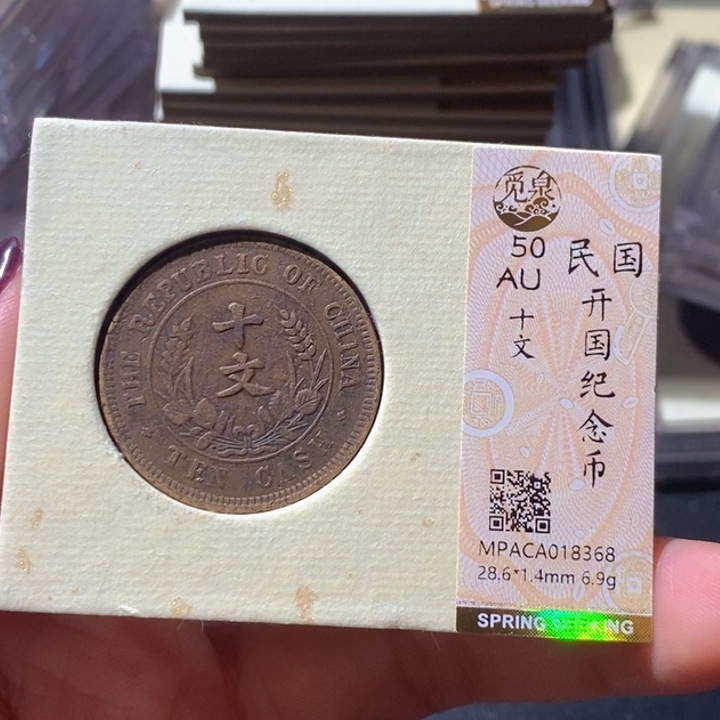 THE REPUBLIC OF CHINA
十文
TEN CASH
觅泉
50
AU
十文
民国
开国纪念币
MPACA018368
28.6*1.4mm 6.9g
SPRING SEEKING